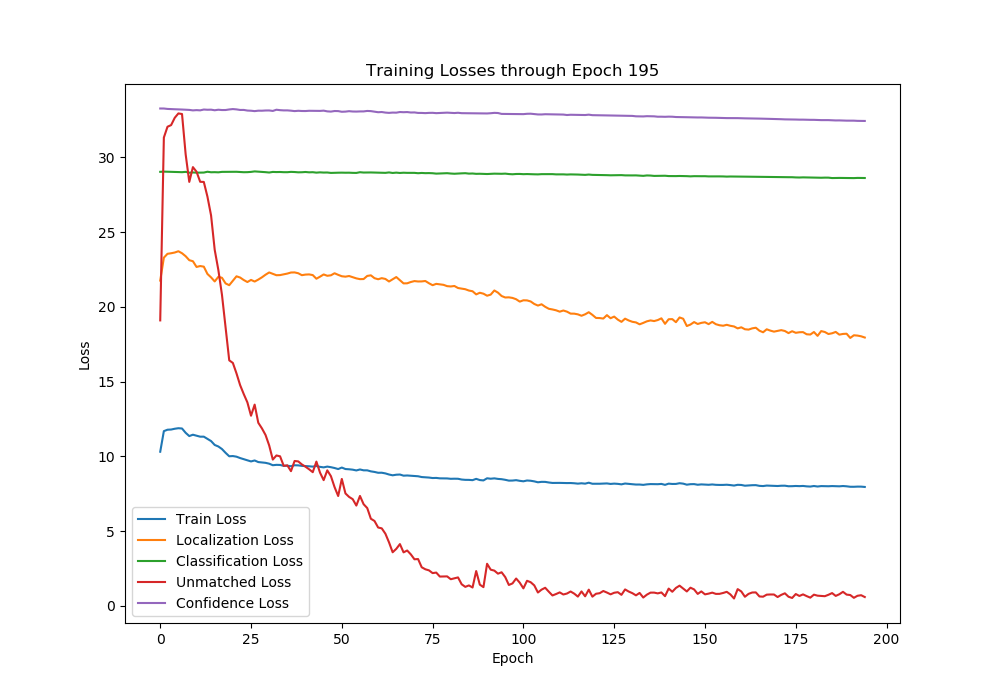 Training Losses through Epoch 195
Loss
30
25
20
15
10
5
0
Train Loss
Localization Loss
Classification Loss
Unmatched Loss
Confidence Loss
0 25 50 75 100 125 150 175 200
Epoch